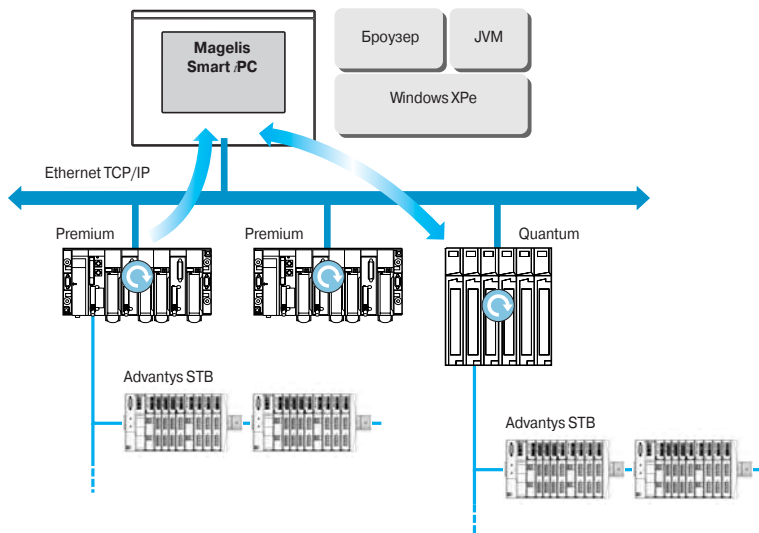 Magelis
Smart iPC
Броузер
JVM
Windows XPe
Ethernet TCP/IP
Premium
Premium
Quantum
Advantys STB
Advantys STB